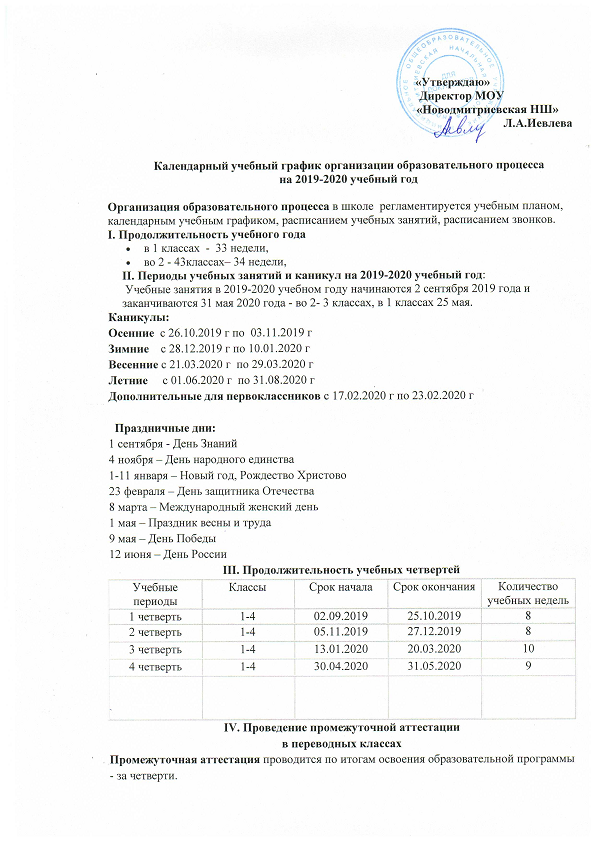 «Утверждаю»
Директор МОУ
«Новодмитриевская НШ»
Л.А.Иевлева
Календарный учебный график организации образовательного процесса
на 2019-2020 учебный год
Организация образовательного процесса в школе регламентируется учебным планом,
календарным учебным графиком, расписанием учебных занятий, расписанием звонков.
I. Продолжительность учебного года
• в 1 классах - 33 недели,
• во 2 - 43классах– 34 недели,
II. Периоды учебных занятий и каникул на 2019-2020 учебный год:
Учебные занятия в 2019-2020 учебном году начинаются 2 сентября 2019 года и
заканчиваются 31 мая 2020 года - во 2- 3 классах, в 1 классах 25 мая.
Каникулы:
Осенние с 26.10.2019 г по 03.11.2019 г
Зимние с 28.12.2019 г по 10.01.2020 г
Весенние с 21.03.2020 г по 29.03.2020 г
Летние с 01.06.2020 г по 31.08.2020 г
Дополнительные для первоклассников с 17.02.2020 г по 23.02.2020 г
Праздничные дни:
1 сентября - День Знаний
4 ноября – День народного единства
1-11 января – Новый год, Рождество Христово
23 февраля – День защитника Отечества
8 марта – Международный женский день
1 мая – Праздник весны и труда
9 мая – День Победы
12 июня – День России
III. Продолжительность учебных четвертей
Учебные периоды Классы Срок начала Срок окончания Количество учебных недель
1 четверть 1-4 02.09.2019 25.10.2019 8
2 четверть 1-4 05.11.2019 27.12.2019 8
3 четверть 1-4 13.01.2020 20.03.2020 10
4 четверть 1-4 30.04.2020 31.05.2020 9
IV. Проведение промежуточной аттестации
в переводных классах
Промежуточная аттестация проводится по итогам освоения образовательной программы
- за четверти.